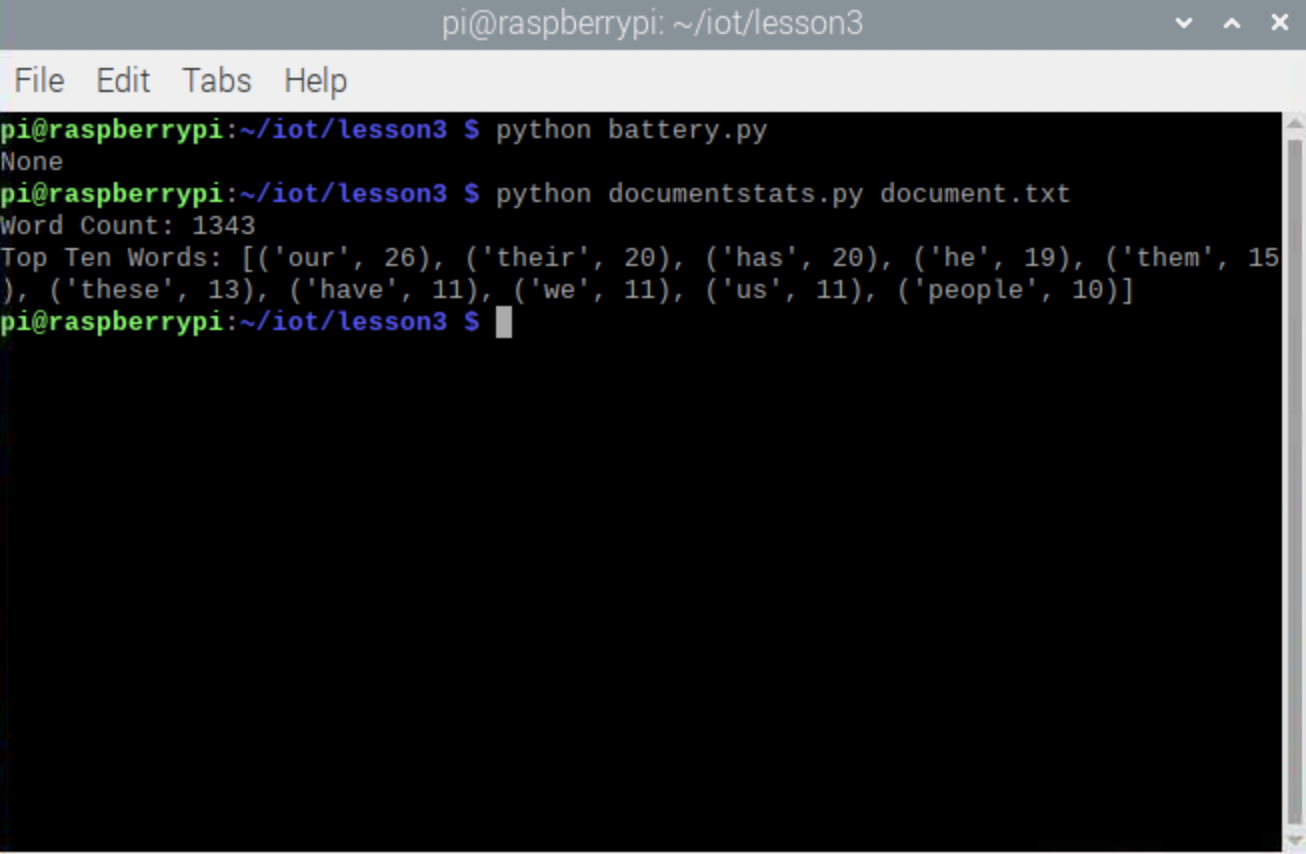 pi@raspberrypi: ~/iot/lesson3
File Edit Tabs Help
pi@raspberrypi:~/iot/lesson3 $ python battery.py
None
pi@raspberrypi:~/iot/lesson3 $ python documentstats.py document.txt
Word Count: 1343
Top Ten Words: [('our', 26), ('their', 20), ('has', 20), ('he', 19), ('them', 15
), ('these', 13), ('have', 11), ('we', 11), ('us', 11), ('people', 10)]
pi@raspberrypi:~/iot/lesson3 $